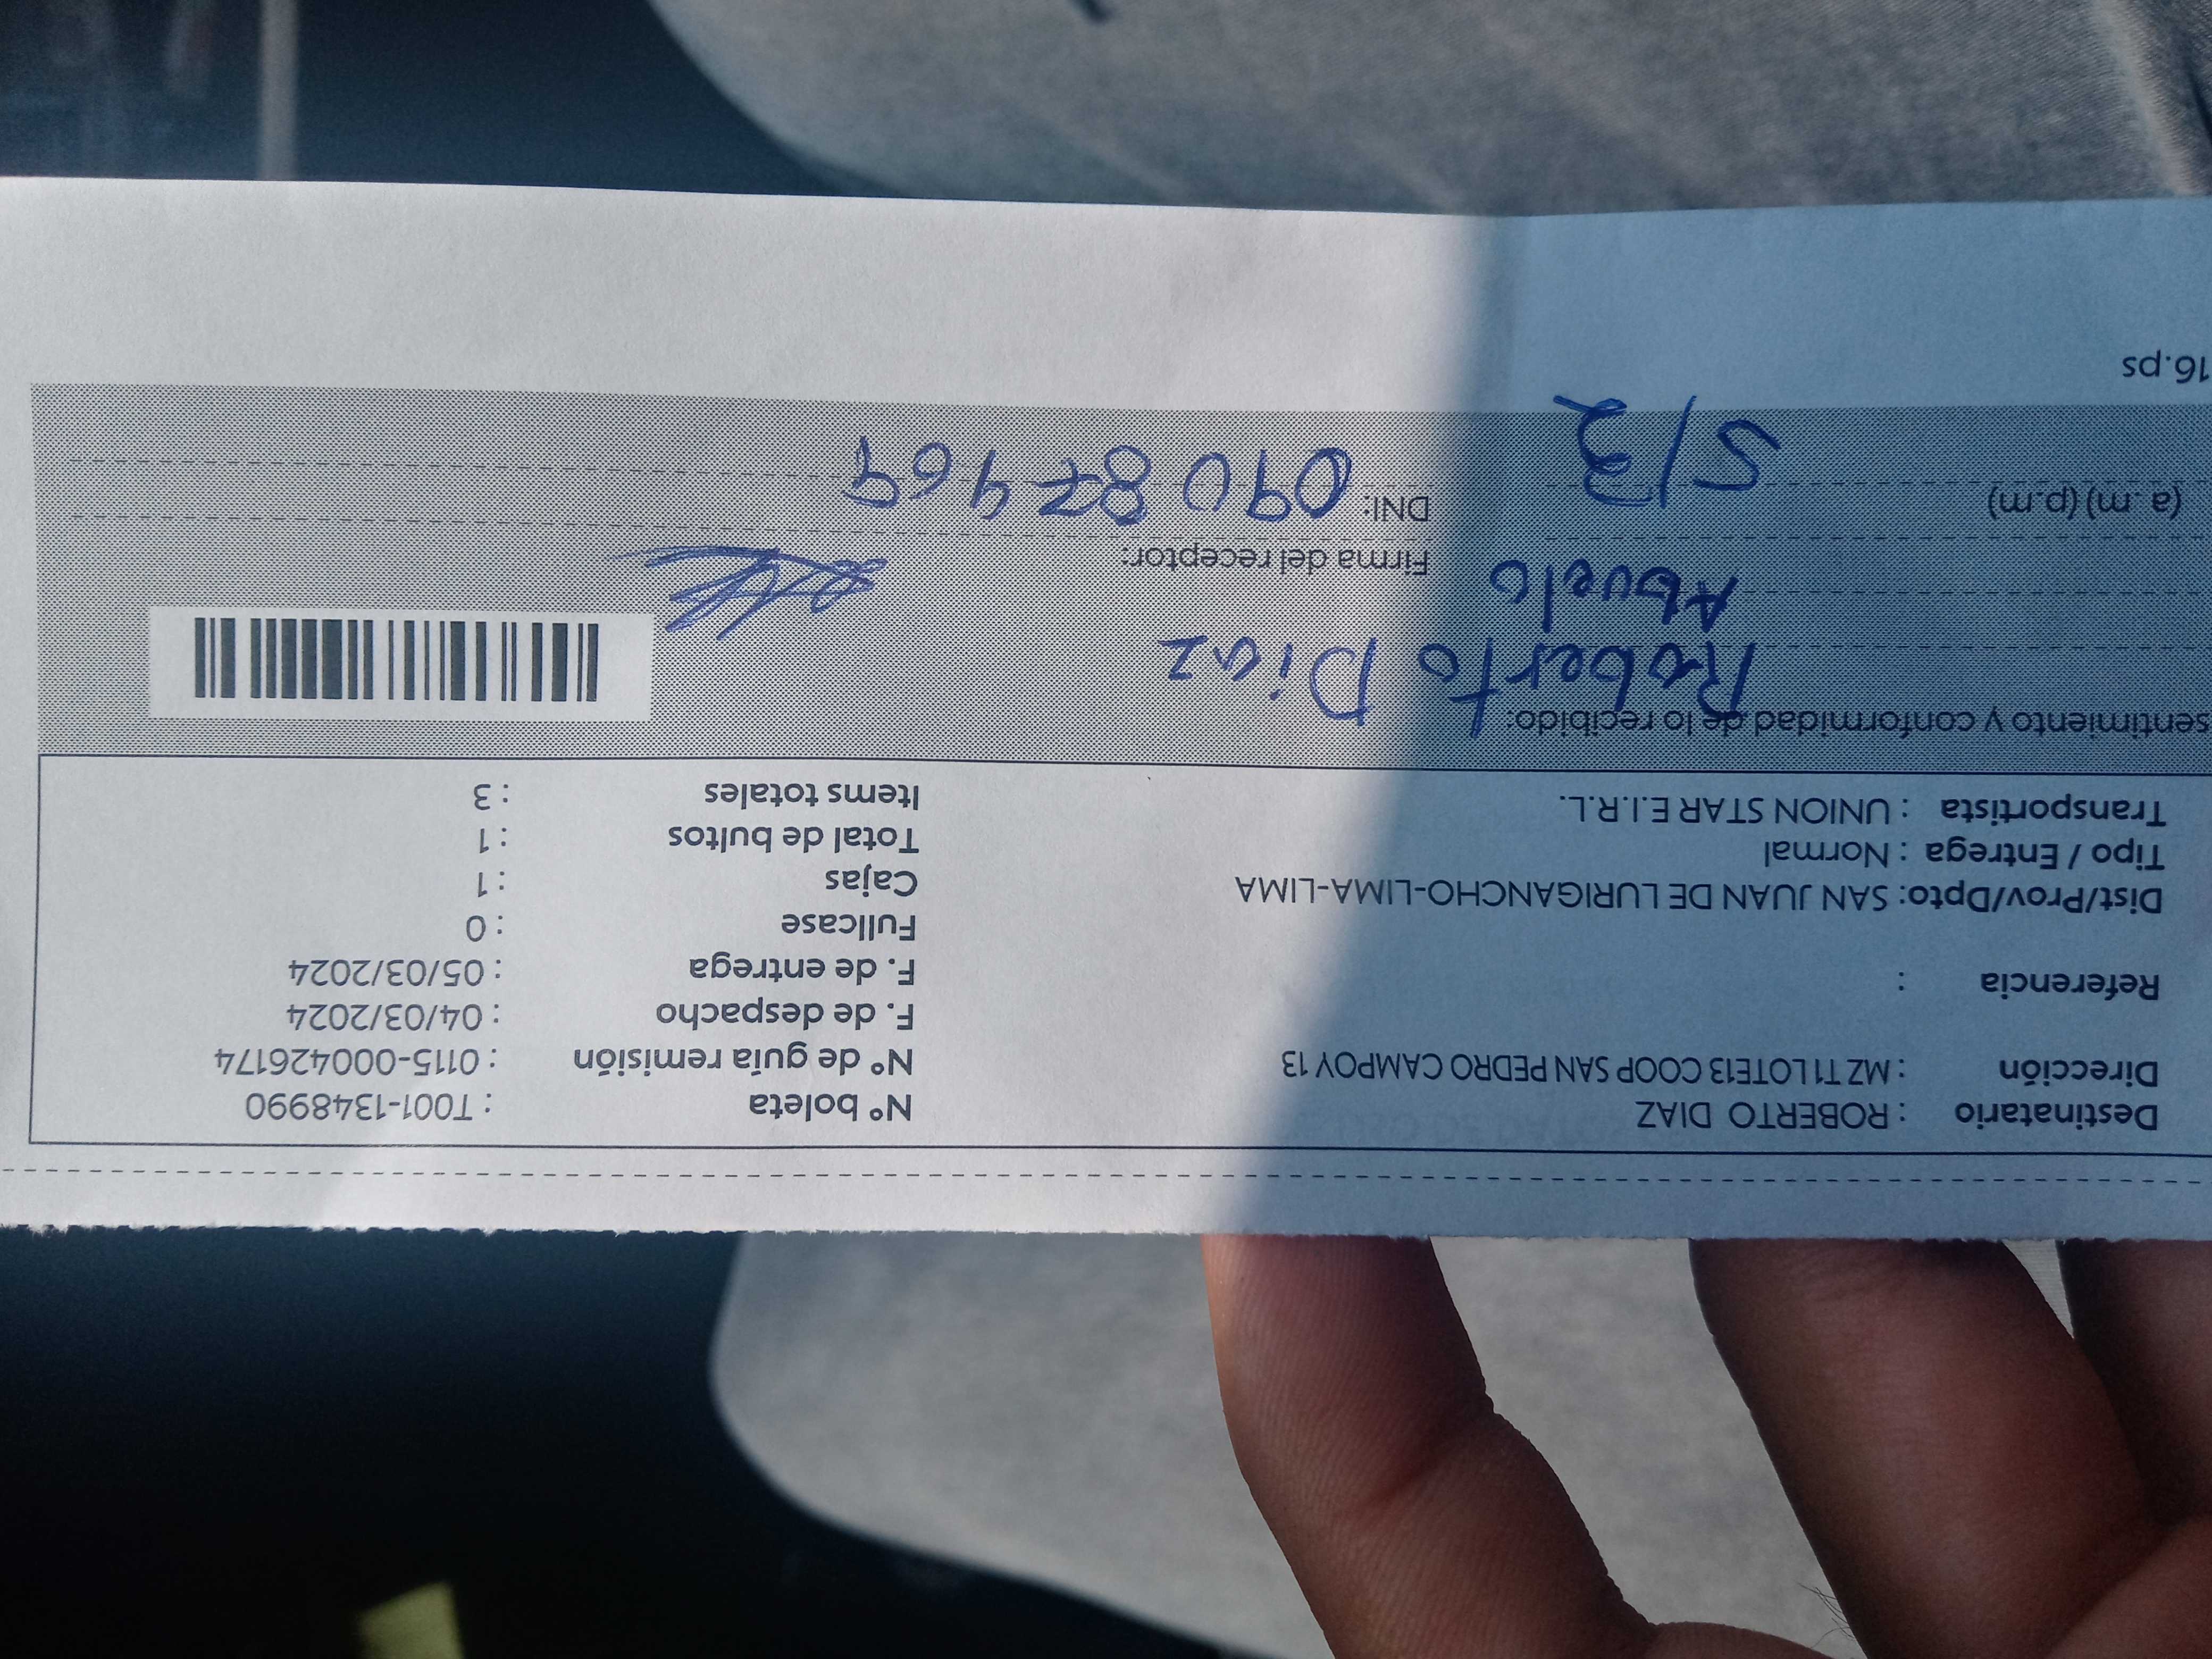 Destinatario : ROBERTO DIAZ N° boleta : T001-1348990
Dirección : MZ T1 LOTE13 COOP SAN PEDRO CAMPOY 13 N° de guía remisión : 0115-000426174
F. de despacho : 04/03/2024
Referencia : F. de entrega : 05/03/2024
Fullcase : 0
Dist/Prov/Dpto: SAN JUAN DE LURIGANCHO-LIMA-LIMA Cajas : 1
Tipo / Entrega : Normal Total de bultos : 1
Transportista : UNION STAR E.I.R.L. Items totales : 3
sentimiento y conformidad de lo recibido:
Roberto Diaz
Abuelo Firma del receptor:
(a. m) (p.m) 5/3 DNI: 090 87 469
16.ps